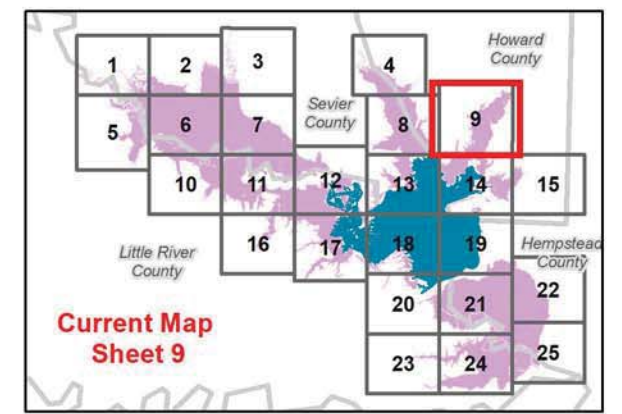 Howard
County
1 2 3 4
Sevier
County
5 6 7 8 9
10 11 12 13 14 15
Little River
County
16 17 18 19
Hempstead
County
20 21 22
Current Map
Sheet 9
23 24 25